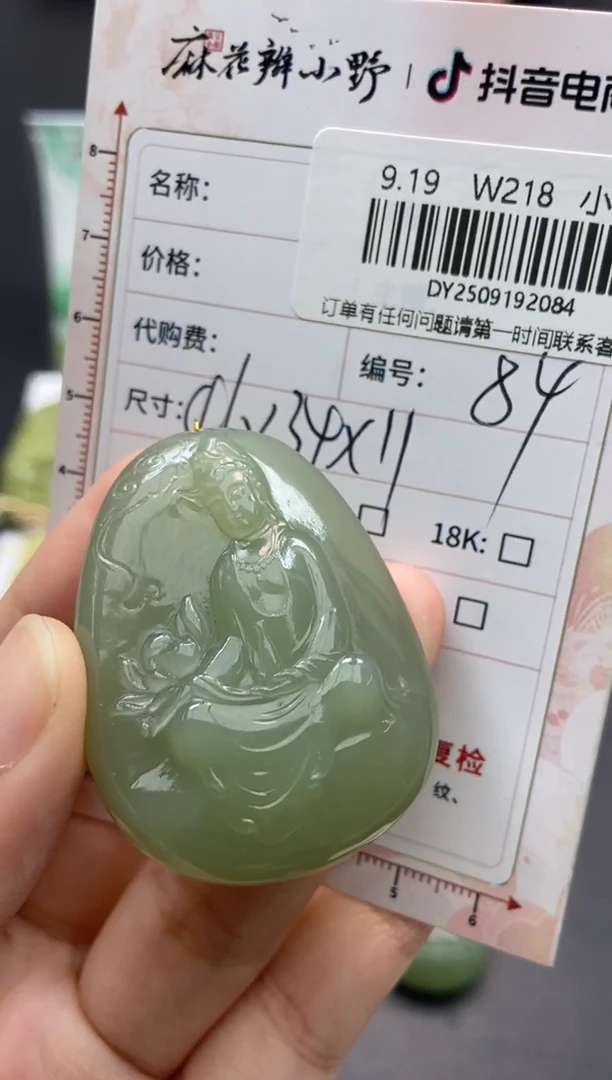 麻花辫小野 | 抖音电商
8
名称：
9.19 W218 小
7
价格：
DY2509192084
订单有任何问题请第一时间联系客
6
代购费：
编号： 84
5
尺寸： x34x11
4
18K：
复检
纹、
5 6